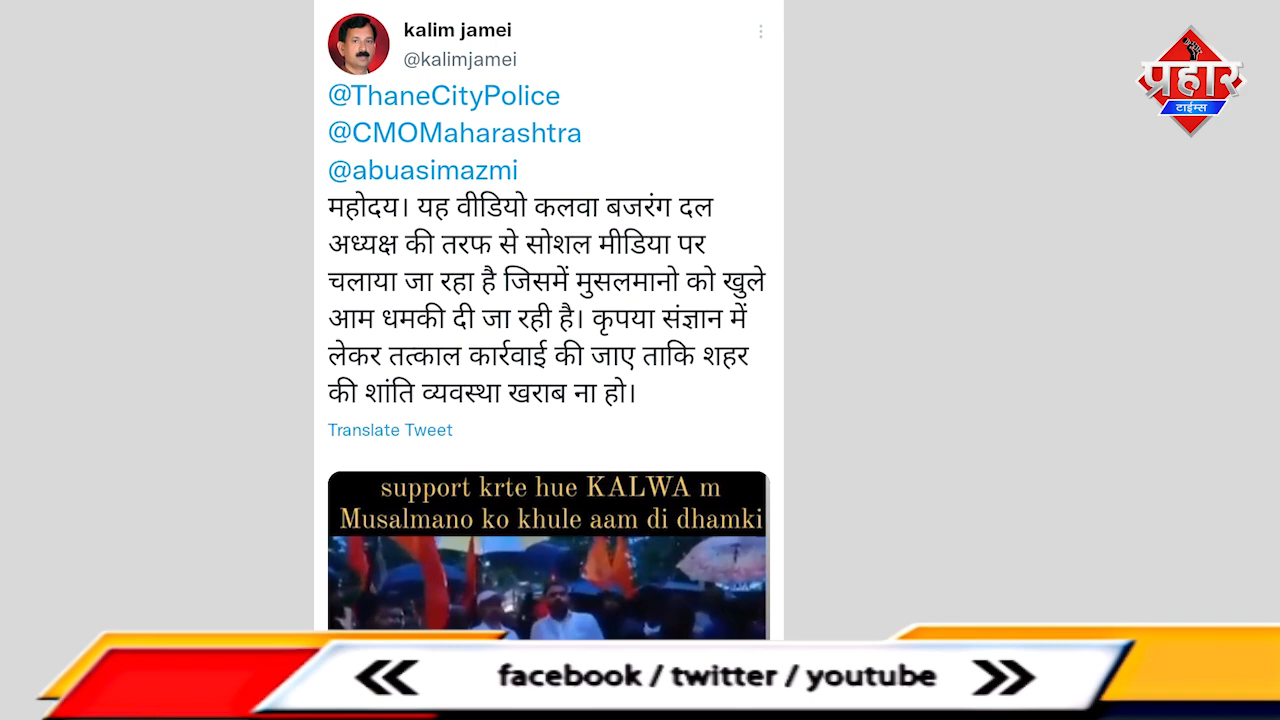 kalim jamei
@kalimjamei
@ThaneCityPolice
@CMOMaharashtra
@abuasimazmi
महोदय। यह वीडियो कलवा बजरंग दल
अध्यक्ष की तरफ से सोशल मीडिया पर
चलाया जा रहा है जिसमें मुसलमानो को खुले
आम धमकी दी जा रही है। कृपया संज्ञान में
लेकर तत्काल कार्रवाई की जाए ताकि शहर
की शांति व्यवस्था खराब ना हो।
Translate Tweet
support krte hue KALWA m
Musalmano ko khule aam di dhamki
प्रहार
टाईम्स
facebook / twitter / youtube